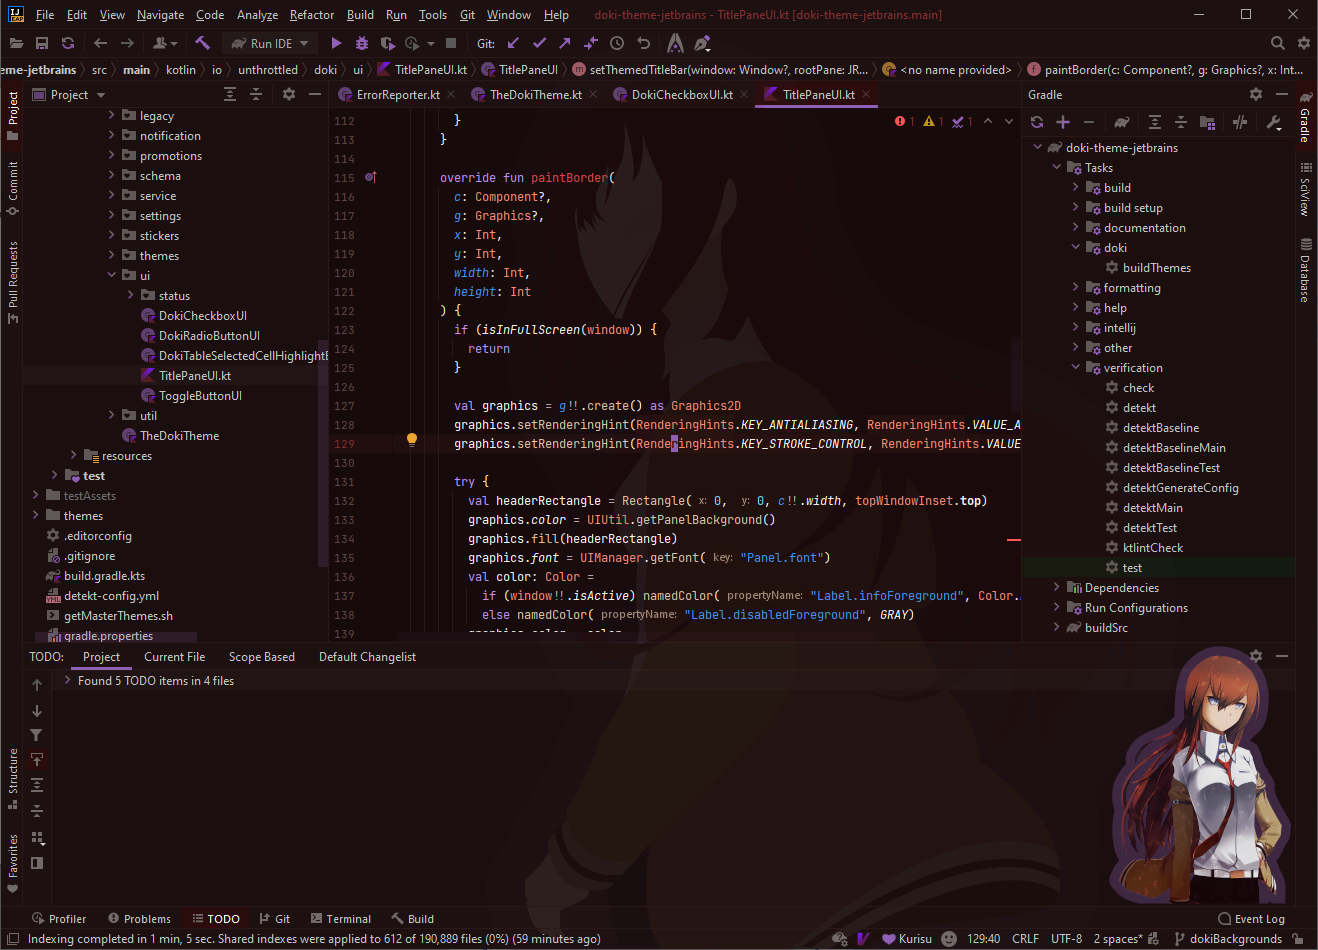 IJ EAP File Edit View Navigate Code Analyze Refactor Build Run Tools Git Window Help doki-theme-jetbrains - TitlePaneUI.kt [doki-theme-jetbrains.main]
Run IDE Git:
eme-jetbrains src main kotlin io unthrottled doki ui TitlePaneUI.kt TitlePaneUI setThemedTitleBar(window: Window?, rootPane: JR... <no name provided> paintBorder(c: Component?, g: Graphics?, x: Int...
Project
ErrorReporter.kt TheDokiTheme.kt DokiCheckboxUI.kt TitlePaneUI.kt
Gradle
Project
Commit
Pull Requests
Structure
Favorites
legacy
notification
promotions
schema
service
settings
stickers
themes
ui
status
DokiCheckboxUI
DokiRadioButtonUI
DokiTableSelectedCellHighlightB
TitlePaneUI.kt
ToggleButtonUI
util
TheDokiTheme
resources
test
testAssets
themes
.editorconfig
.gitignore
build.gradle.kts
detekt-config.yml
getMasterThemes.sh
gradle.properties
1 1 1
112 }
113 }
114
115 override fun paintBorder(
116 c: Component?,
117 g: Graphics?,
118 x: Int,
119 y: Int,
120 width: Int,
121 height: Int
122 ) {
123 if (isInFullScreen(window)) {
124 return
125 }
126
127 val graphics = g!!.create() as Graphics2D
128 graphics.setRenderingHint(RenderingHints.KEY_ANTIALIASING, RenderingHints.VALUE_A
129 graphics.setRenderingHint(RenderingHints.KEY_STROKE_CONTROL, RenderingHints.VALUE
130
131 try {
132 val headerRectangle = Rectangle( x: 0, y: 0, c!!.width, topWindowInset.top)
133 graphics.color = UIUtil.getPanelBackground()
134 graphics.fill(headerRectangle)
135 graphics.font = UIManager.getFont( key: "Panel.font")
136 val color: Color =
137 if (window!!.isActive) namedColor( propertyName: "Label.infoForeground", Color.
138 else namedColor( propertyName: "Label.disabledForeground", GRAY)
139 graphics.color = color
doki-theme-jetbrains
Tasks
build
build setup
documentation
doki
buildThemes
formatting
help
intellij
other
verification
check
detekt
detektBaseline
detektBaselineMain
detektBaselineTest
detektGenerateConfig
detektMain
detektTest
ktlintCheck
test
Dependencies
Run Configurations
buildSrc
Gradle
SciView
Database
TODO: Project Current File Scope Based Default Changelist
Found 5 TODO items in 4 files
Profiler Problems TODO Git Terminal Build Event Log
Indexing completed in 1 min, 5 sec. Shared indexes were applied to 612 of 190,889 files (0%) (59 minutes ago) Kurisu 129:40 CRLF UTF-8 2 spaces* dokiBackgrounds